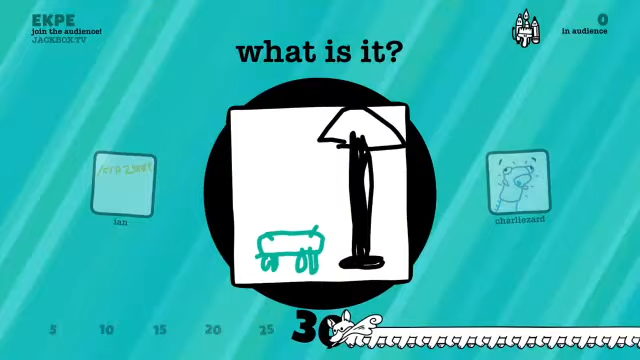 EKPE
join the audience!
JACKBOX.TV
0
in audience
what is it?
ian
charliezard
5 10 15 20 25 30